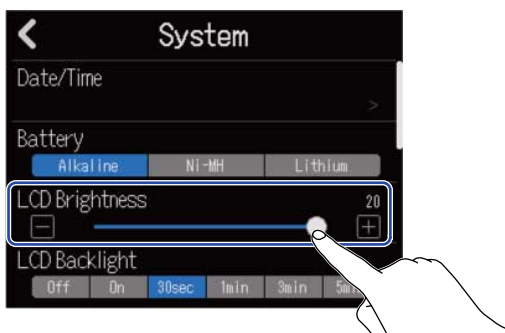 System
Date/Time
>
Battery
Alkaline Ni-MH Lithium
LCD Brightness 20
LCD Backlight
Off On 30sec 1min 3min